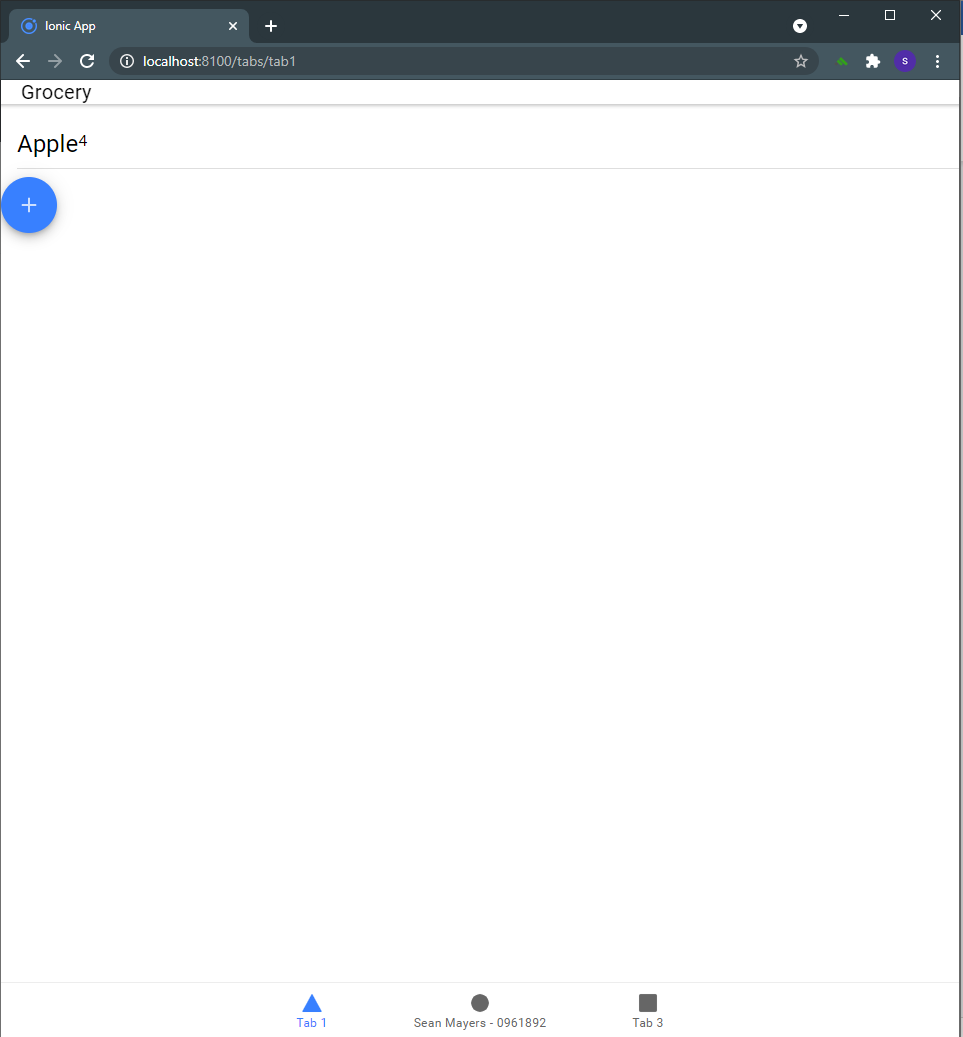 Ionic App
localhost:8100/tabs/tab1
S
Grocery
Apple4
Tab 1
Sean Mayers - 0961892
Tab 3